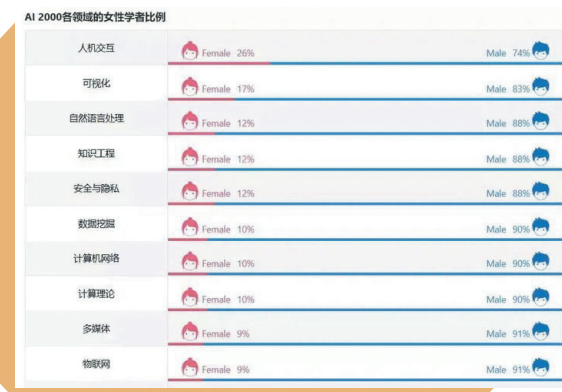 AI 2000各领域的女性学者比例
人机交互 Female 26% Male 74%
可视化 Female 17% Male 83%
自然语言处理 Female 12% Male 88%
知识工程 Female 12% Male 88%
安全与隐私 Female 12% Male 88%
数据挖掘 Female 10% Male 90%
计算机网络 Female 10% Male 90%
计算理论 Female 10% Male 90%
多媒体 Female 9% Male 91%
物联网 Female 9% Male 91%